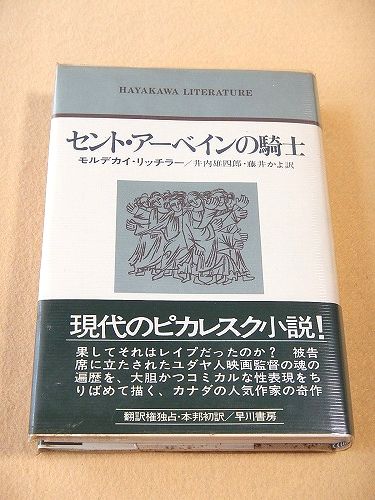 HAYAKAWA LITERATURE
セント・アーベインの騎士
モルデカイ・リッチラー/井内雄四郎・藤井かよ訳
現代のピカレスク小説!
果してそれはレイプだったのか? 被告
席に立たされたユダヤ人映画監督の魂の
遍歴を、大胆かつコミカルな性表現をち
りばめて描く、カナダの人気作家の奇作
翻訳権独占・本邦初訳/早川書房